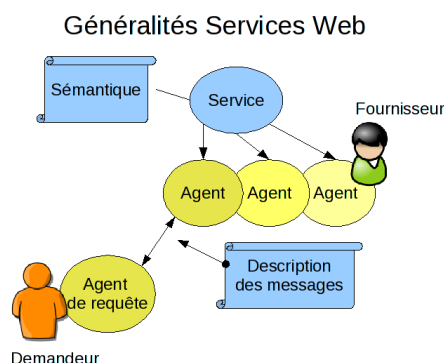 Généralités Services Web
Sémantique
Service
Fournisseur
Agent
Agent
Agent
Agent
de requête
Description
des messages
Demandeur